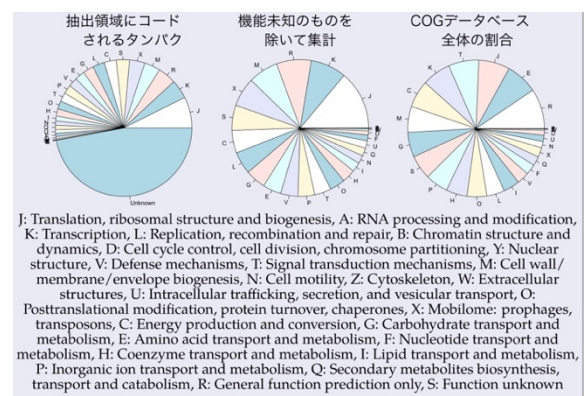 抽出領域にコード
されるタンパク
機能未知のものを
除いて集計
COGデータベース
全体の割合
S
C
L
G
E
V
P
T
O
H
X
M
R
K
J
Unknown
R
M
X
S
C
L
G
E
V
P
T
O
H
I
N
Q
U
F
D
J
K
T
K
C
M
G
S
P
H
O
L
I
V
F
Q
X
N
U
D
R
E
J
J: Translation, ribosomal structure and biogenesis, A: RNA processing and modification,
K: Transcription, L: Replication, recombination and repair, B: Chromatin structure and
dynamics, D: Cell cycle control, cell division, chromosome partitioning, Y: Nuclear
structure, V: Defense mechanisms, T: Signal transduction mechanisms, M: Cell wall/
membrane/envelope biogenesis, N: Cell motility, Z: Cytoskeleton, W: Extracellular
structures, U: Intracellular trafficking, secretion, and vesicular transport, O:
Posttranslational modification, protein turnover, chaperones, X: Mobilome: prophages,
transposons, C: Energy production and conversion, G: Carbohydrate transport and
metabolism, E: Amino acid transport and metabolism, F: Nucleotide transport and
metabolism, H: Coenzyme transport and metabolism, I: Lipid transport and metabolism,
P: Inorganic ion transport and metabolism, Q: Secondary metabolites biosynthesis,
transport and catabolism, R: General function prediction only, S: Function unknown